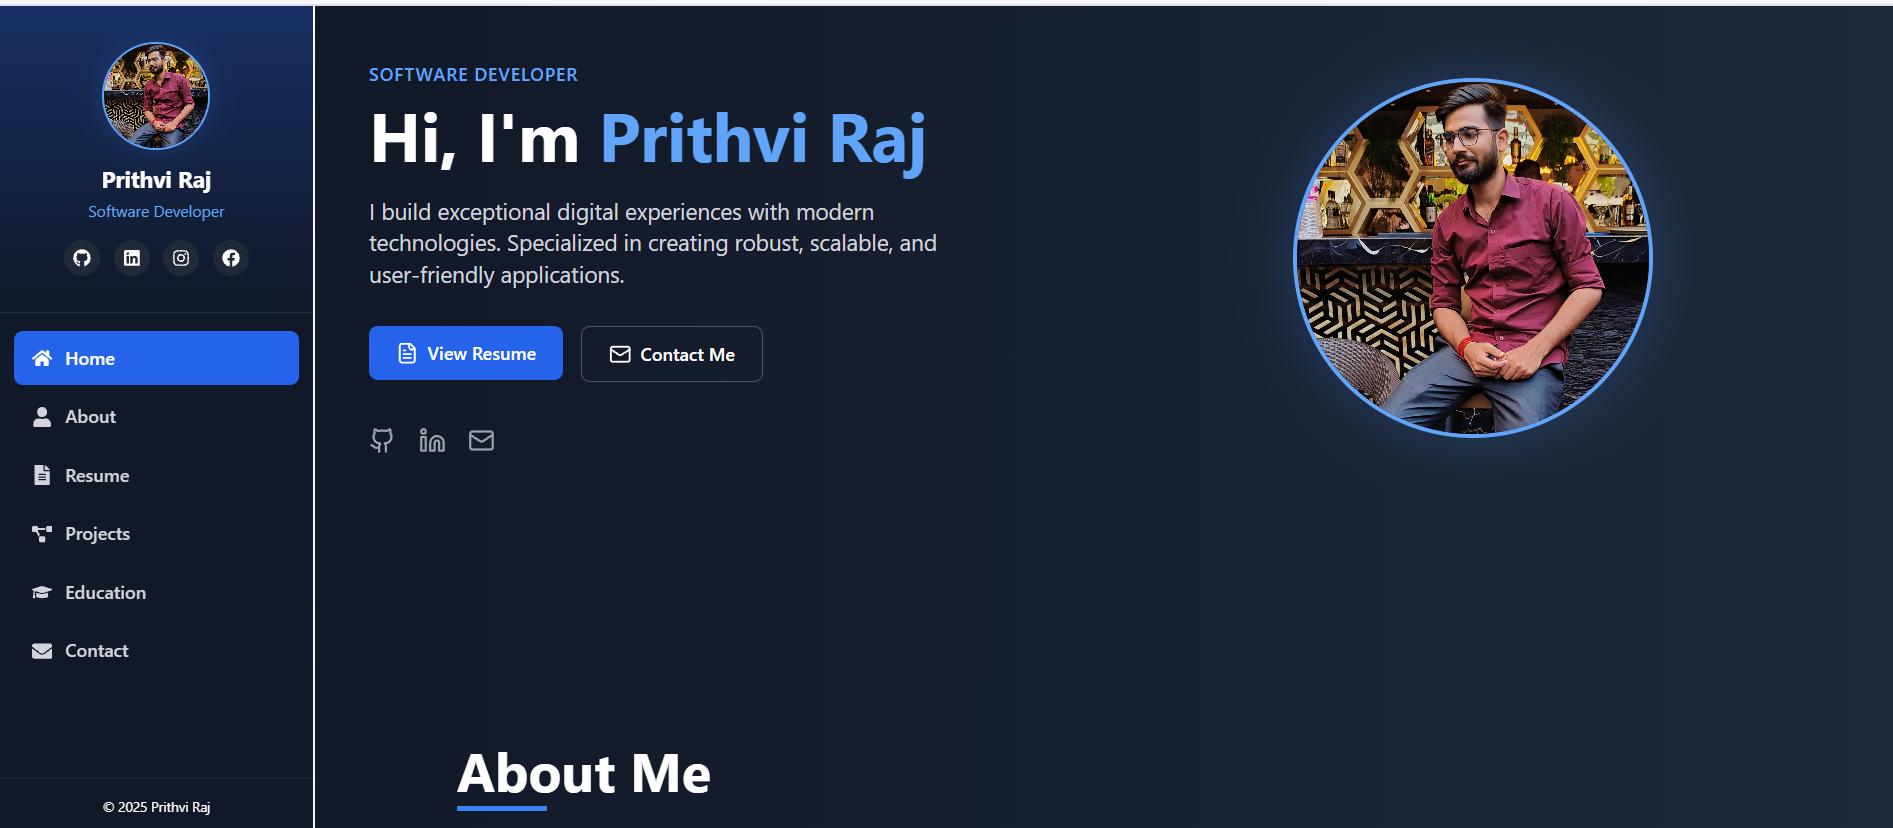 Prithvi Raj
Software Developer
Home
About
Resume
Projects
Education
Contact
© 2025 Prithvi Raj
SOFTWARE DEVELOPER
Hi, I'm Prithvi Raj
I build exceptional digital experiences with modern
technologies. Specialized in creating robust, scalable, and
user-friendly applications.
View Resume
Contact Me
About Me